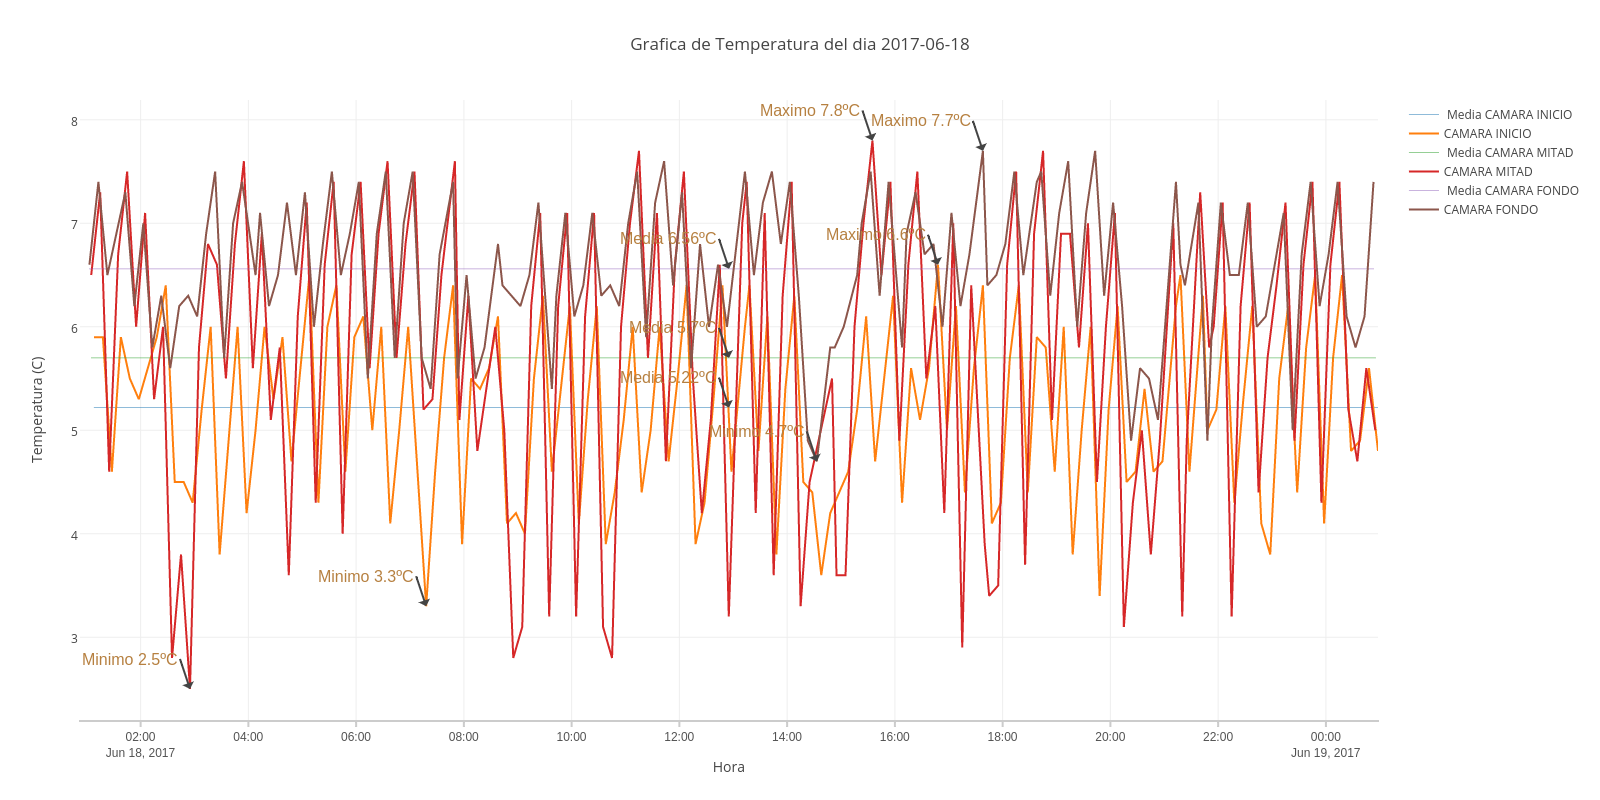 Grafica de Temperatura del dia 2017-06-18
Maximo 7.8ºC
Maximo 7.7ºC
Maximo 6.6ºC
Media 6.56ºC
Media 5.7ºC
Media 5.22ºC
Minimo 4.7ºC
Minimo 3.3ºC
Minimo 2.5ºC
8
7
6
5
4
3
Temperatura (C)
02:00
Jun 18, 2017
04:00
06:00
08:00
10:00
12:00
14:00
16:00
18:00
20:00
22:00
00:00
Jun 19, 2017
Hora
Media CAMARA INICIO
CAMARA INICIO
Media CAMARA MITAD
CAMARA MITAD
Media CAMARA FONDO
CAMARA FONDO